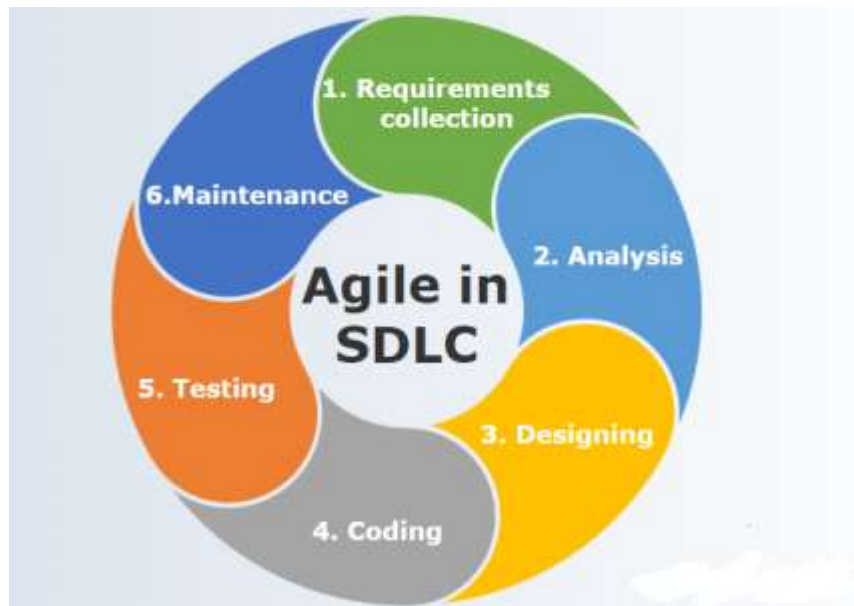 1. Requirements
collection
2. Analysis
3. Designing
4. Coding
5. Testing
6.Maintenance
Agile in
SDLC